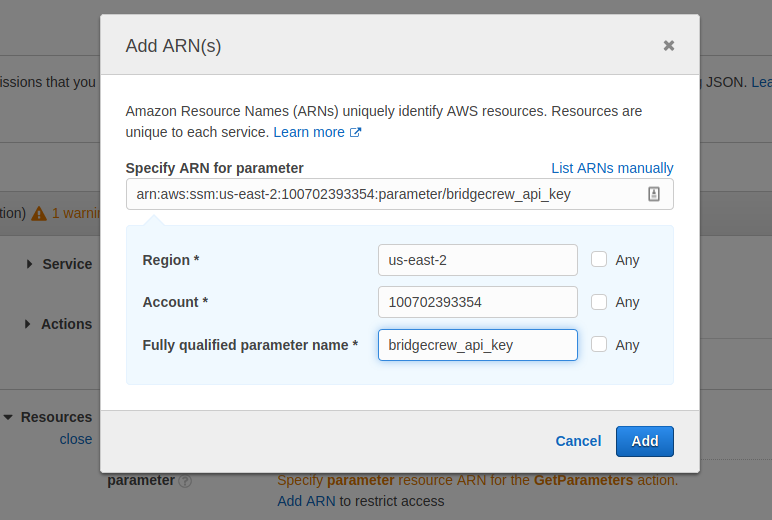 Add ARN(s)
issions that you
JSON. Lea
Amazon Resource Names (ARNs) uniquely identify AWS resources. Resources are
unique to each service. Learn more
Specify ARN for parameter
List ARNs manually
arn:aws:ssm:us-east-2:100702393354:parameter/bridgecrew_api_key
tion) 1 warnin
Region * us-east-2 Any
Service
Account * 100702393354 Any
Actions
Fully qualified parameter name * bridgecrew_api_key Any
Resources
close
Cancel Add
parameter
Specify parameter resource ARN for the GetParameters action.
Add ARN to restrict access